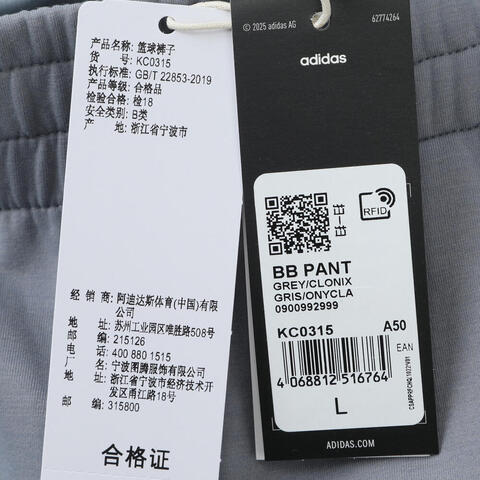 产品名称: 篮球裤子
货 号: KC0315
执行标准: GB/T 22853-2019
产品等级: 合格品
检验合格: 检18
安全类别: B类
产 地: 浙江省宁波市
经 销 商: 阿迪达斯体育(中国)有限公司
地 址: 苏州工业园区唯胜路508号
邮 编: 215126
电 话: 400 880 1515
厂 名: 宁波图腾服饰有限公司
地 址: 浙江省宁波市经济技术开发区庐山路18号
邮 编: 315800
合格证
© 2025 adidas AG
62774264
adidas
RFID
BB PANT
GREY/CLONIX
GRIS/ONYCLA
0900992999
KC0315 A50
EAN
4 068812 516764
L
ADIDAS.COM